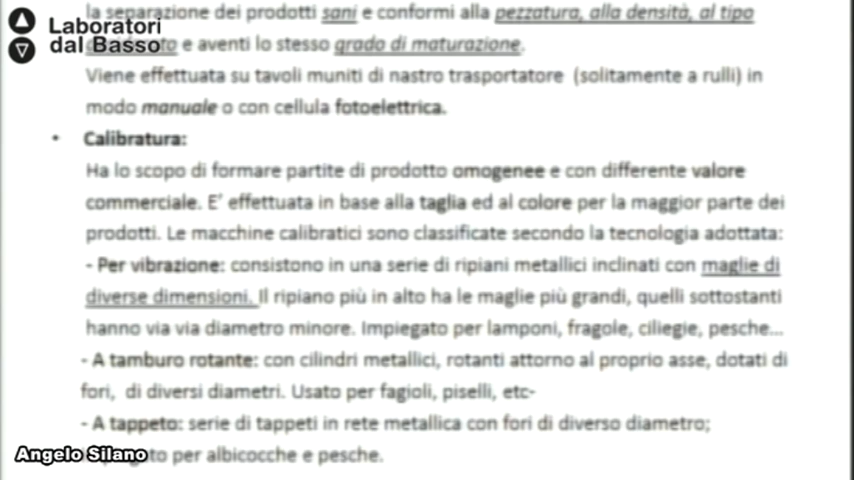 la separazione dei prodotti sani e conformi alla pezzatura, alla densità, al tipo
Laboratori
dal Basso
e aventi lo stesso grado di maturazione.
Viene effettuata su tavoli muniti di nastro trasportatore (solitamente a rulli) in
modo manuale o con cellula fotoelettrica.
• Calibratura:
Ha lo scopo di formare partite di prodotto omogenee e con differente valore
commerciale. E' effettuata in base alla taglia ed al colore per la maggior parte dei
prodotti. Le macchine calibratici sono classificate secondo la tecnologia adottata:
- Per vibrazione: consistono in una serie di ripiani metallici inclinati con maglie di
diverse dimensioni. Il ripiano più in alto ha le maglie più grandi, quelli sottostanti
hanno via via diametro minore. Impiegato per lamponi, fragole, ciliegie, pesche...
- A tamburo rotante: con cilindri metallici, rotanti attorno al proprio asse, dotati di
fori, di diversi diametri. Usato per fagioli, piselli, etc-
- A tappeto: serie di tappeti in rete metallica con fori di diverso diametro;
Angelo Silano
per albicocche e pesche.